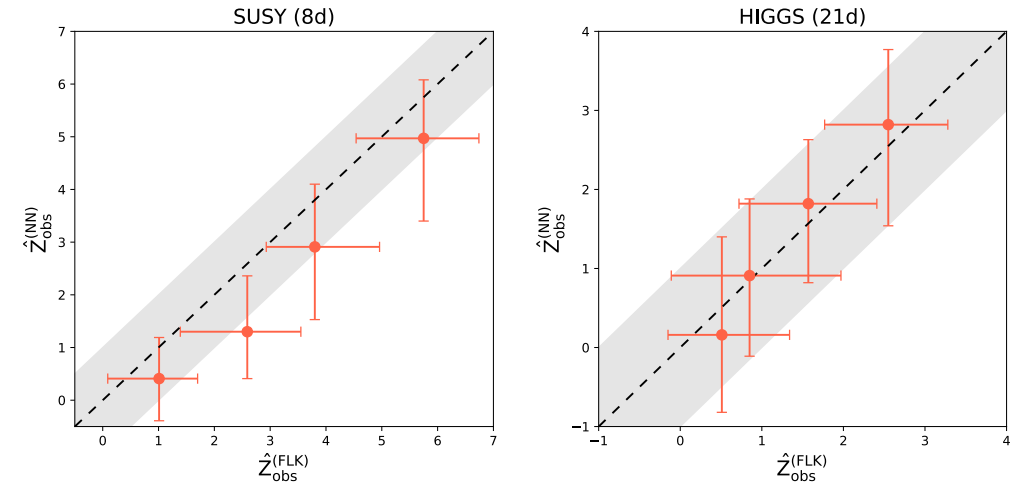 SUSY (8d)
7
6
5
4
3
2
1
0
Ẑ_obs^(NN)
0 1 2 3 4 5 6 7
Ẑ_obs^(FLK)
HIGGS (21d)
4
3
2
1
0
−1
Ẑ_obs^(NN)
−1 0 1 2 3 4
Ẑ_obs^(FLK)